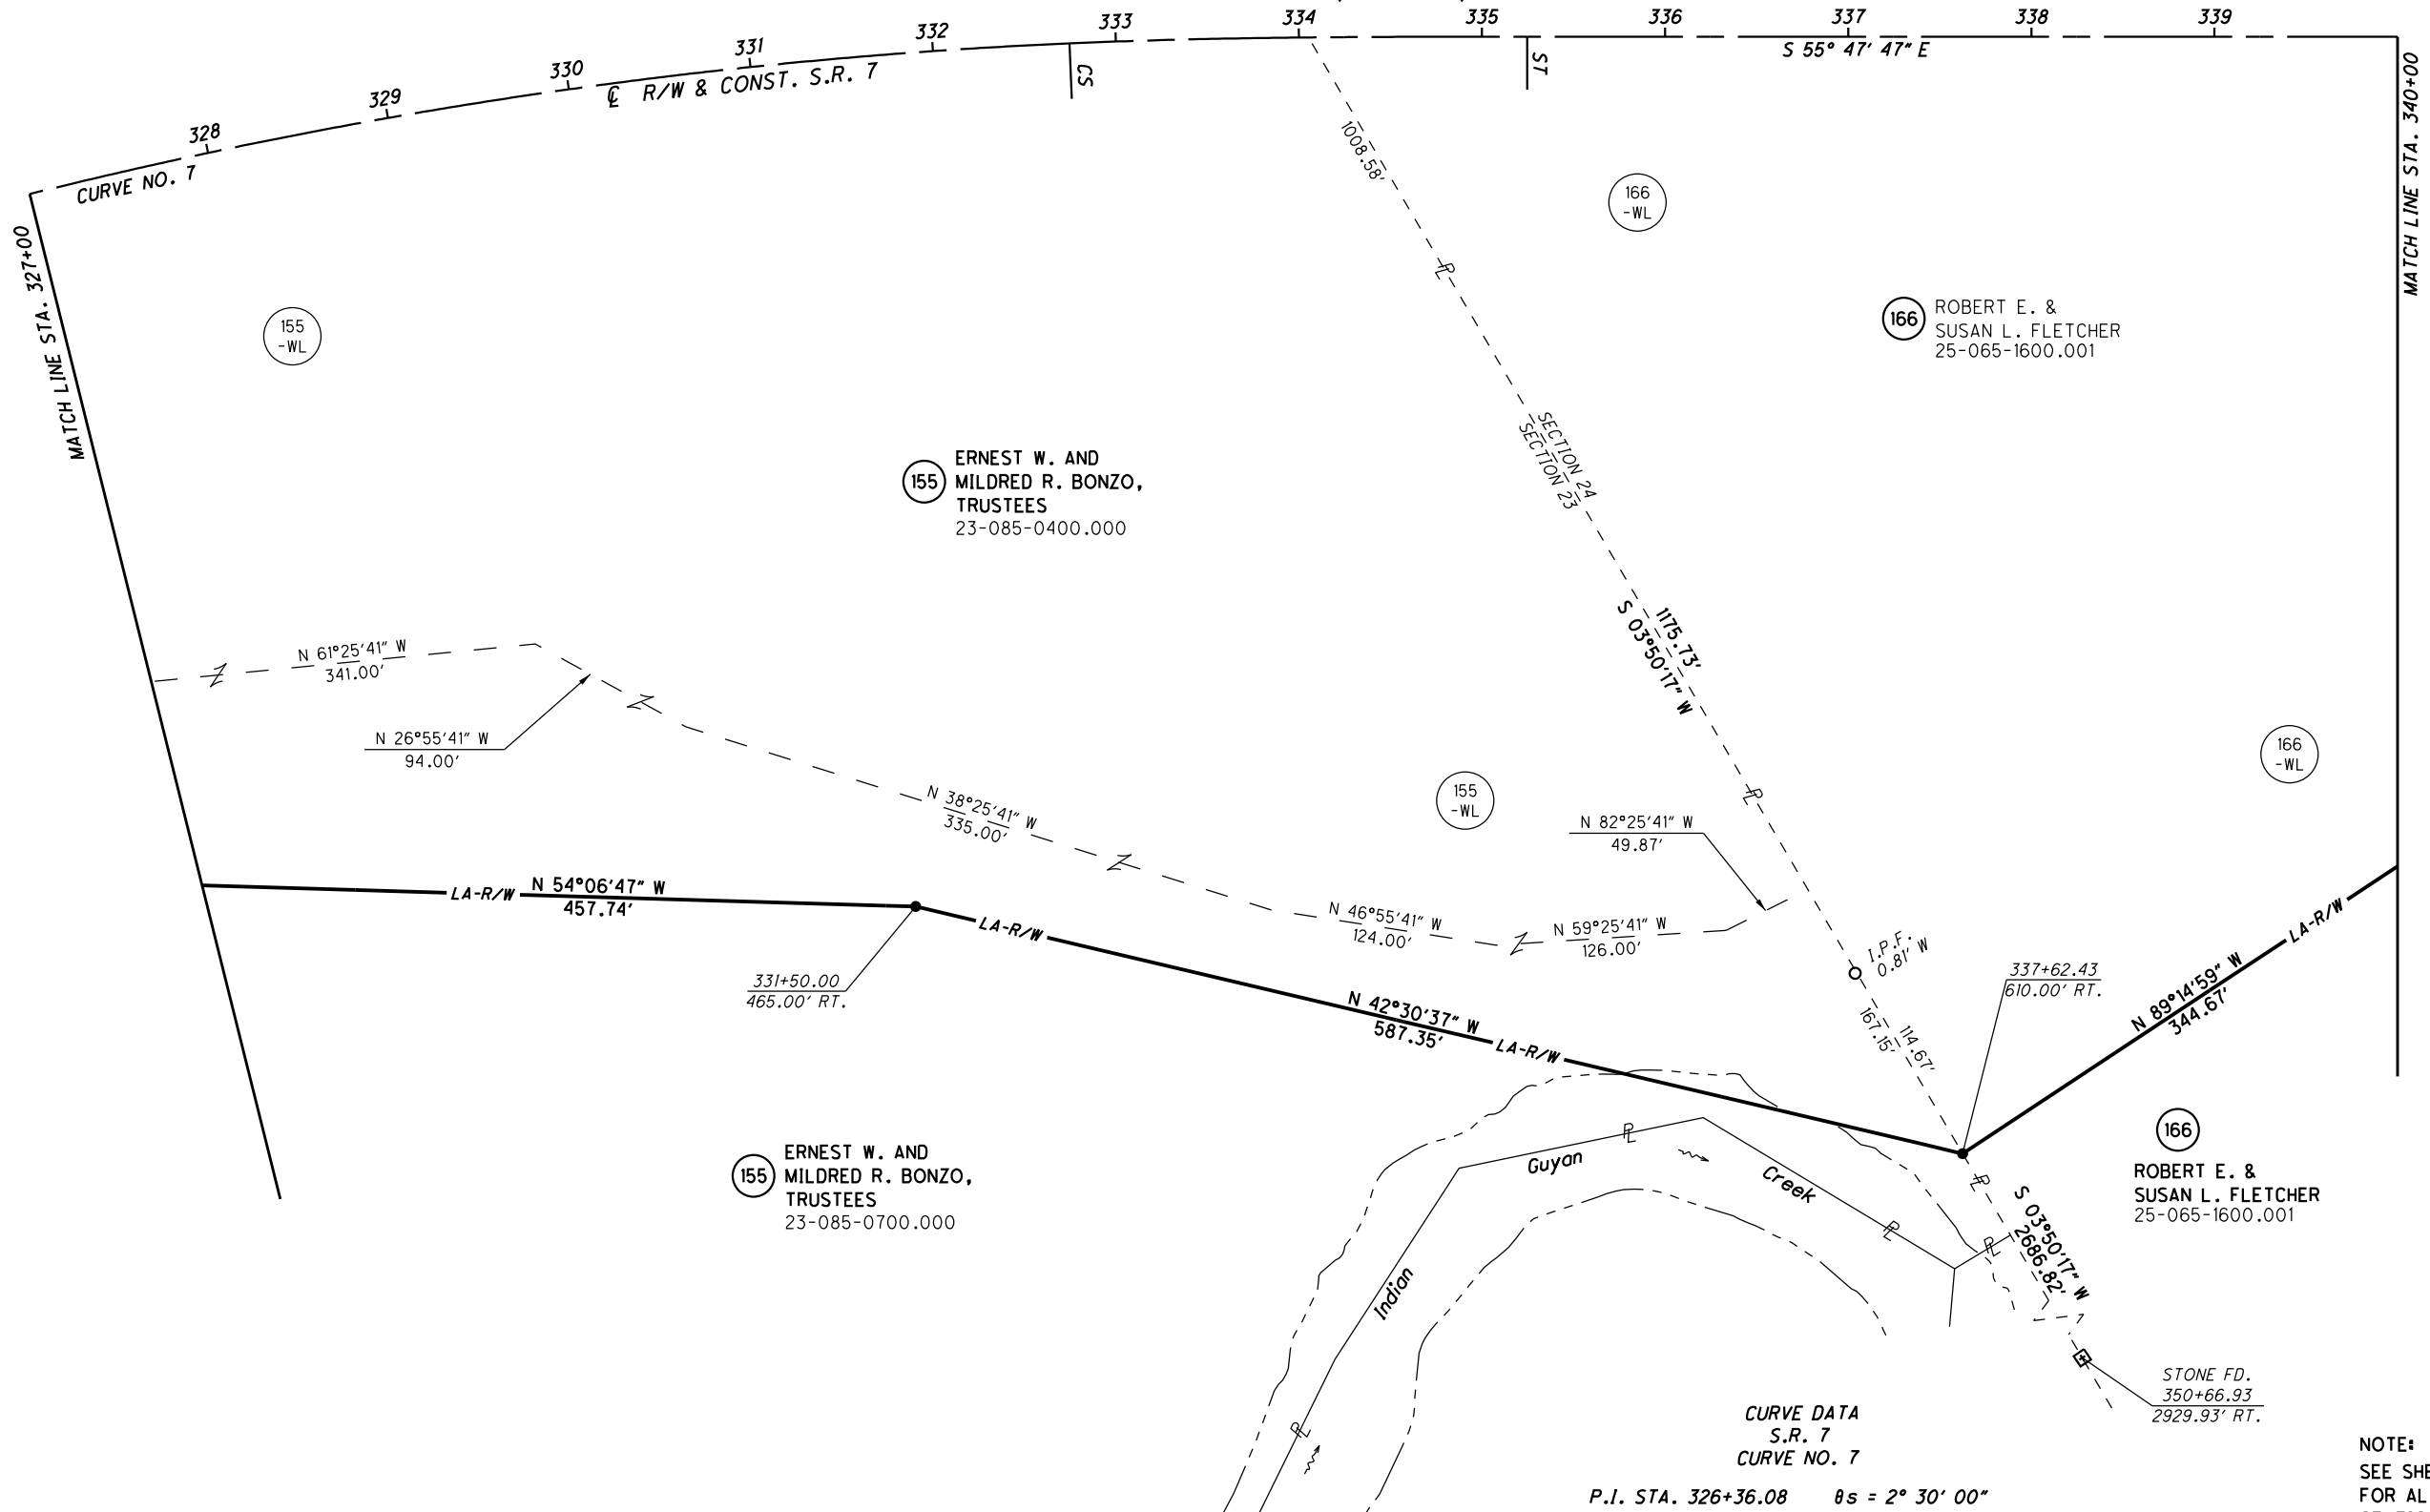 328
329
330
331
332
333
334
335
336
337
338
339
℄ R/W & CONST. S.R. 7
CS
ST
S 55° 47' 47" E
CURVE NO. 7
MATCH LINE STA. 327+00
MATCH LINE STA. 340+00
1008.58'
166
-WL
155
-WL
166
ROBERT E. &
SUSAN L. FLETCHER
25-065-1600.001
SECTION 24
SECTION 23
155
ERNEST W. AND
MILDRED R. BONZO,
TRUSTEES
23-085-0400.000
1175.73'
S 03°50'17" W
N 61°25'41" W
341.00'
N 26°55'41" W
94.00'
N 38°25'41" W
335.00'
155
-WL
166
-WL
N 82°25'41" W
49.87'
N 46°55'41" W
124.00'
N 59°25'41" W
126.00'
LA-R/W
N 54°06'47" W
457.74'
LA-R/W
331+50.00
465.00' RT.
N 42°30'37" W
587.35'
LA-R/W
I.P.F.
0.81' W
167.15'
114.67'
337+62.43
610.00' RT.
N 89°14'59" W
344.67'
LA-R/W
166
ROBERT E. &
SUSAN L. FLETCHER
25-065-1600.001
155
ERNEST W. AND
MILDRED R. BONZO,
TRUSTEES
23-085-0700.000
Indian
Guyan
Creek
S 03°50'17" W
2686.82'
STONE FD.
350+66.93
2929.93' RT.
CURVE DATA
S.R. 7
CURVE NO. 7
P.I. STA. 326+36.08 θs = 2° 30' 00"
NOTE:
SEE SHE
FOR AL